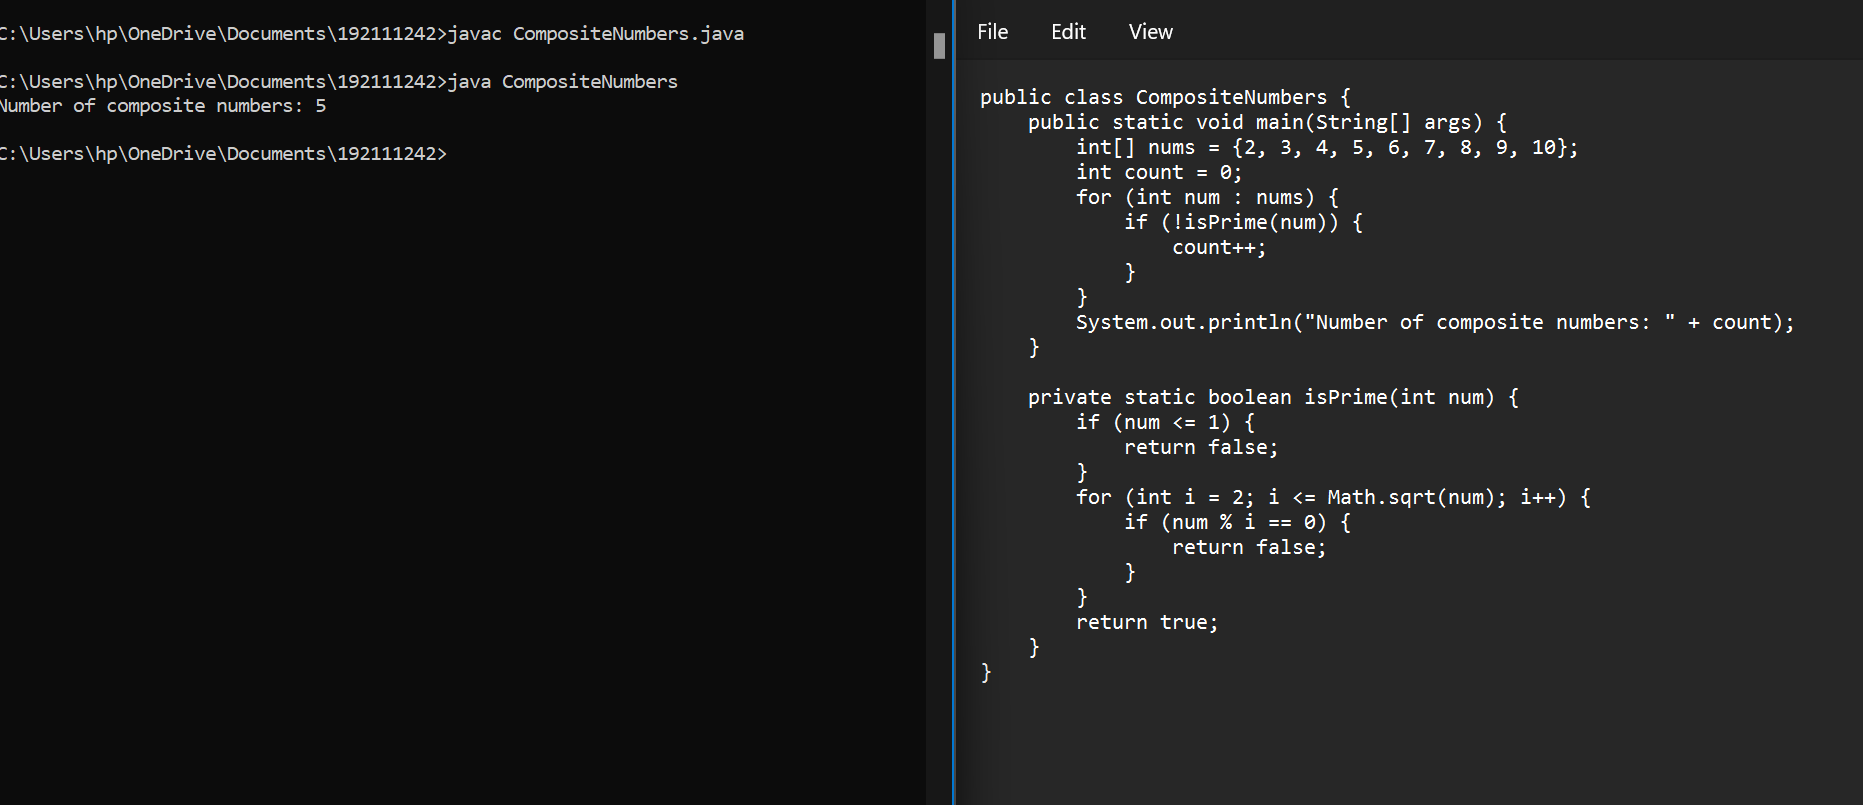 C:\Users\hp\OneDrive\Documents\192111242>javac CompositeNumbers.java
C:\Users\hp\OneDrive\Documents\192111242>java CompositeNumbers
Number of composite numbers: 5
C:\Users\hp\OneDrive\Documents\192111242>
File Edit View
public class CompositeNumbers {
    public static void main(String[] args) {
        int[] nums = {2, 3, 4, 5, 6, 7, 8, 9, 10};
        int count = 0;
        for (int num : nums) {
            if (!isPrime(num)) {
                count++;
            }
        }
        System.out.println("Number of composite numbers: " + count);
    }
    private static boolean isPrime(int num) {
        if (num <= 1) {
            return false;
        }
        for (int i = 2; i <= Math.sqrt(num); i++) {
            if (num % i == 0) {
                return false;
            }
        }
        return true;
    }
}